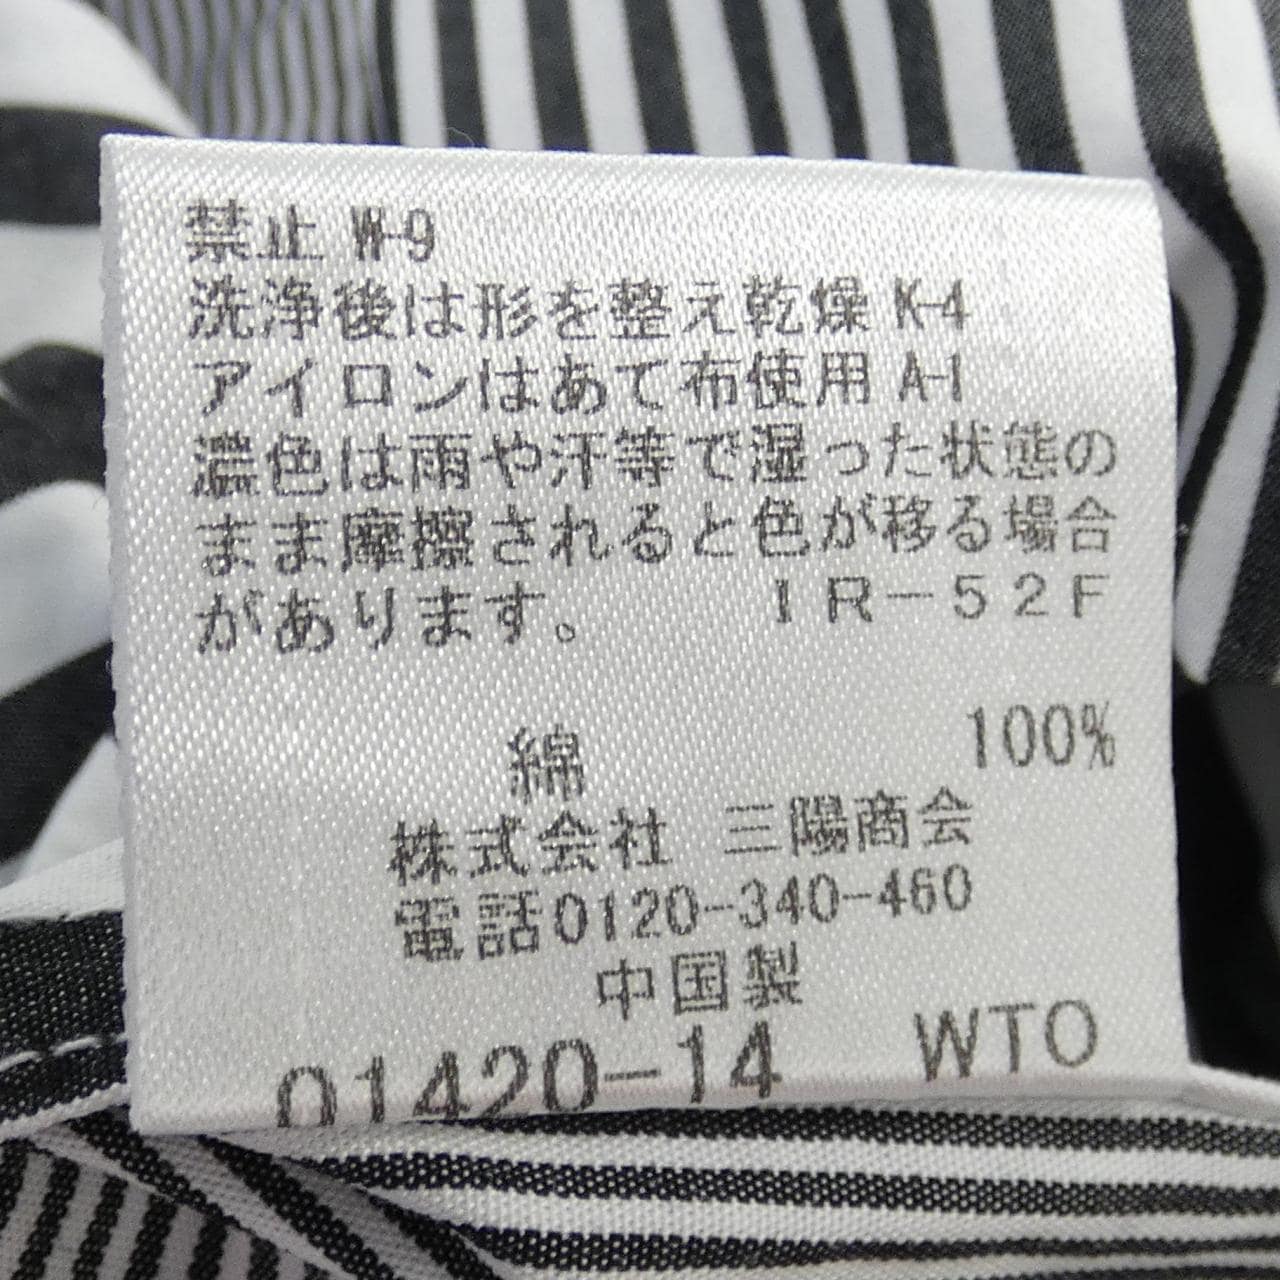 禁止 W-9
洗浄後は形を整え乾燥 K-4
アイロンはあて布使用 A-1
濃色は雨や汗等で湿った状態の
まま摩擦されると色が移る場合
があります。 IR-52F
綿 100%
株式会社 三陽商会
電話0120-340-460
中国製
01420-14 WTO